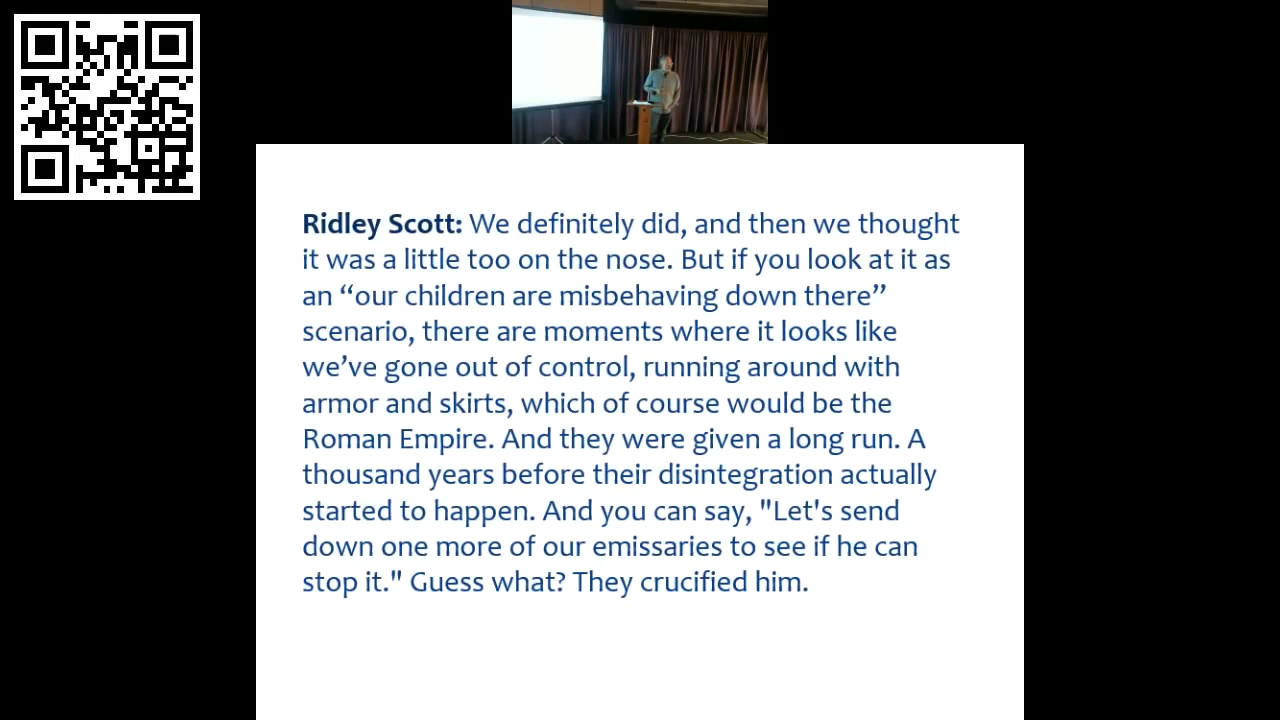 Ridley Scott: We definitely did, and then we thought
it was a little too on the nose. But if you look at it as
an “our children are misbehaving down there”
scenario, there are moments where it looks like
we’ve gone out of control, running around with
armor and skirts, which of course would be the
Roman Empire. And they were given a long run. A
thousand years before their disintegration actually
started to happen. And you can say, "Let's send
down one more of our emissaries to see if he can
stop it." Guess what? They crucified him.